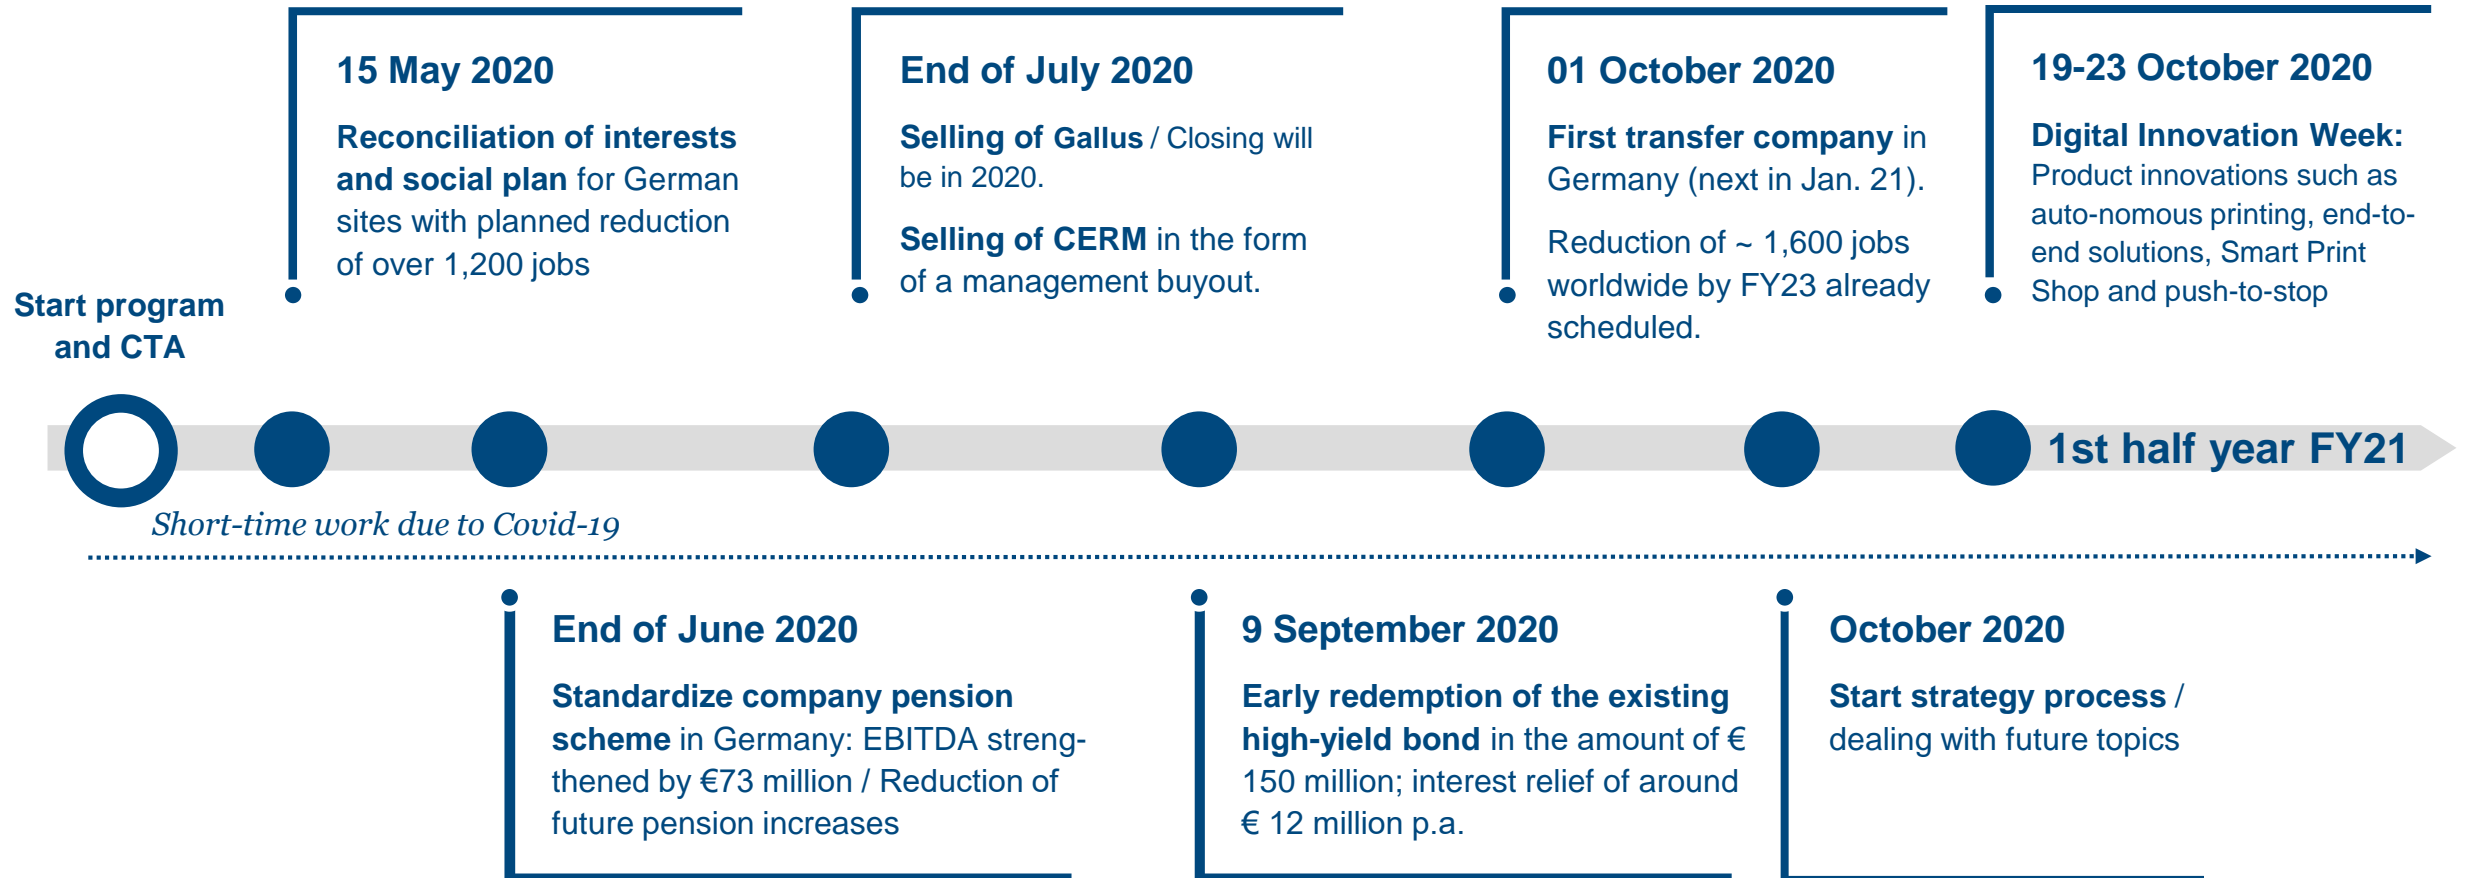 Start program
and CTA
15 May 2020
Reconciliation of interests
and social plan for German
sites with planned reduction
of over 1,200 jobs
End of July 2020
Selling of Gallus / Closing will
be in 2020.
Selling of CERM in the form
of a management buyout.
01 October 2020
First transfer company in
Germany (next in Jan. 21).
Reduction of ~ 1,600 jobs
worldwide by FY23 already
scheduled.
19-23 October 2020
Digital Innovation Week:
Product innovations such as
auto-nomous printing, end-to-
end solutions, Smart Print
Shop and push-to-stop
1st half year FY21
Short-time work due to Covid-19
End of June 2020
Standardize company pension
scheme in Germany: EBITDA streng-
thened by €73 million / Reduction of
future pension increases
9 September 2020
Early redemption of the existing
high-yield bond in the amount of €
150 million; interest relief of around
€ 12 million p.a.
October 2020
Start strategy process /
dealing with future topics